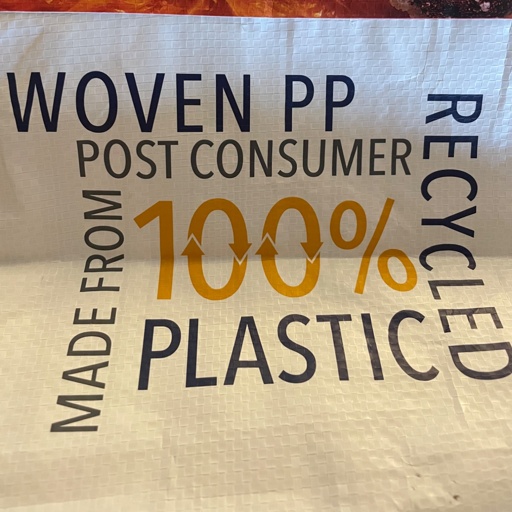 WOVEN PP
POST CONSUMER
RECYCLED
MADE FROM
100%
PLASTIC